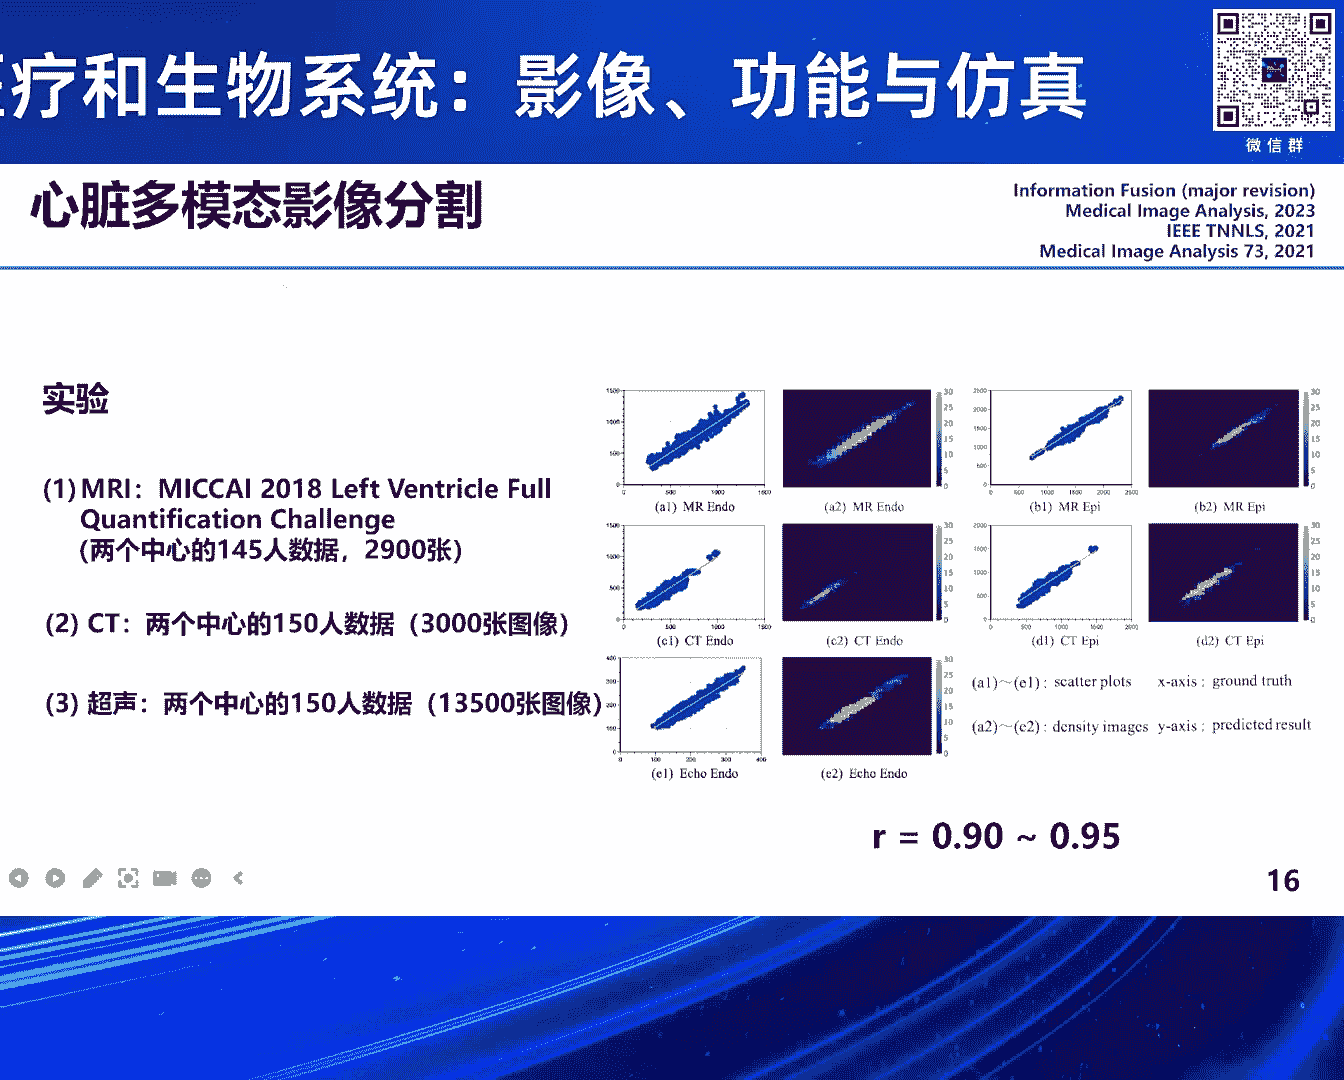 疗和生物系统：影像、功能与仿真
微信群
心脏多模态影像分割
Information Fusion (major revision)
Medical Image Analysis, 2023
IEEE TNNLS, 2021
Medical Image Analysis 73, 2021
实验
(1) MRI：MICCAI 2018 Left Ventricle Full
Quantification Challenge
(两个中心的145人数据，2900张)
(2) CT：两个中心的150人数据（3000张图像）
(3) 超声：两个中心的150人数据（13500张图像）
(a1) MR Endo
(a2) MR Endo
(b1) MR Epi
(b2) MR Epi
(c1) CT Endo
(c2) CT Endo
(d1) CT Epi
(d2) CT Epi
(e1) Echo Endo
(e2) Echo Endo
(a1)～(e1)：scatter plots x-axis：ground truth
(a2)～(e2)：density images y-axis：predicted result
r = 0.90 ~ 0.95
16